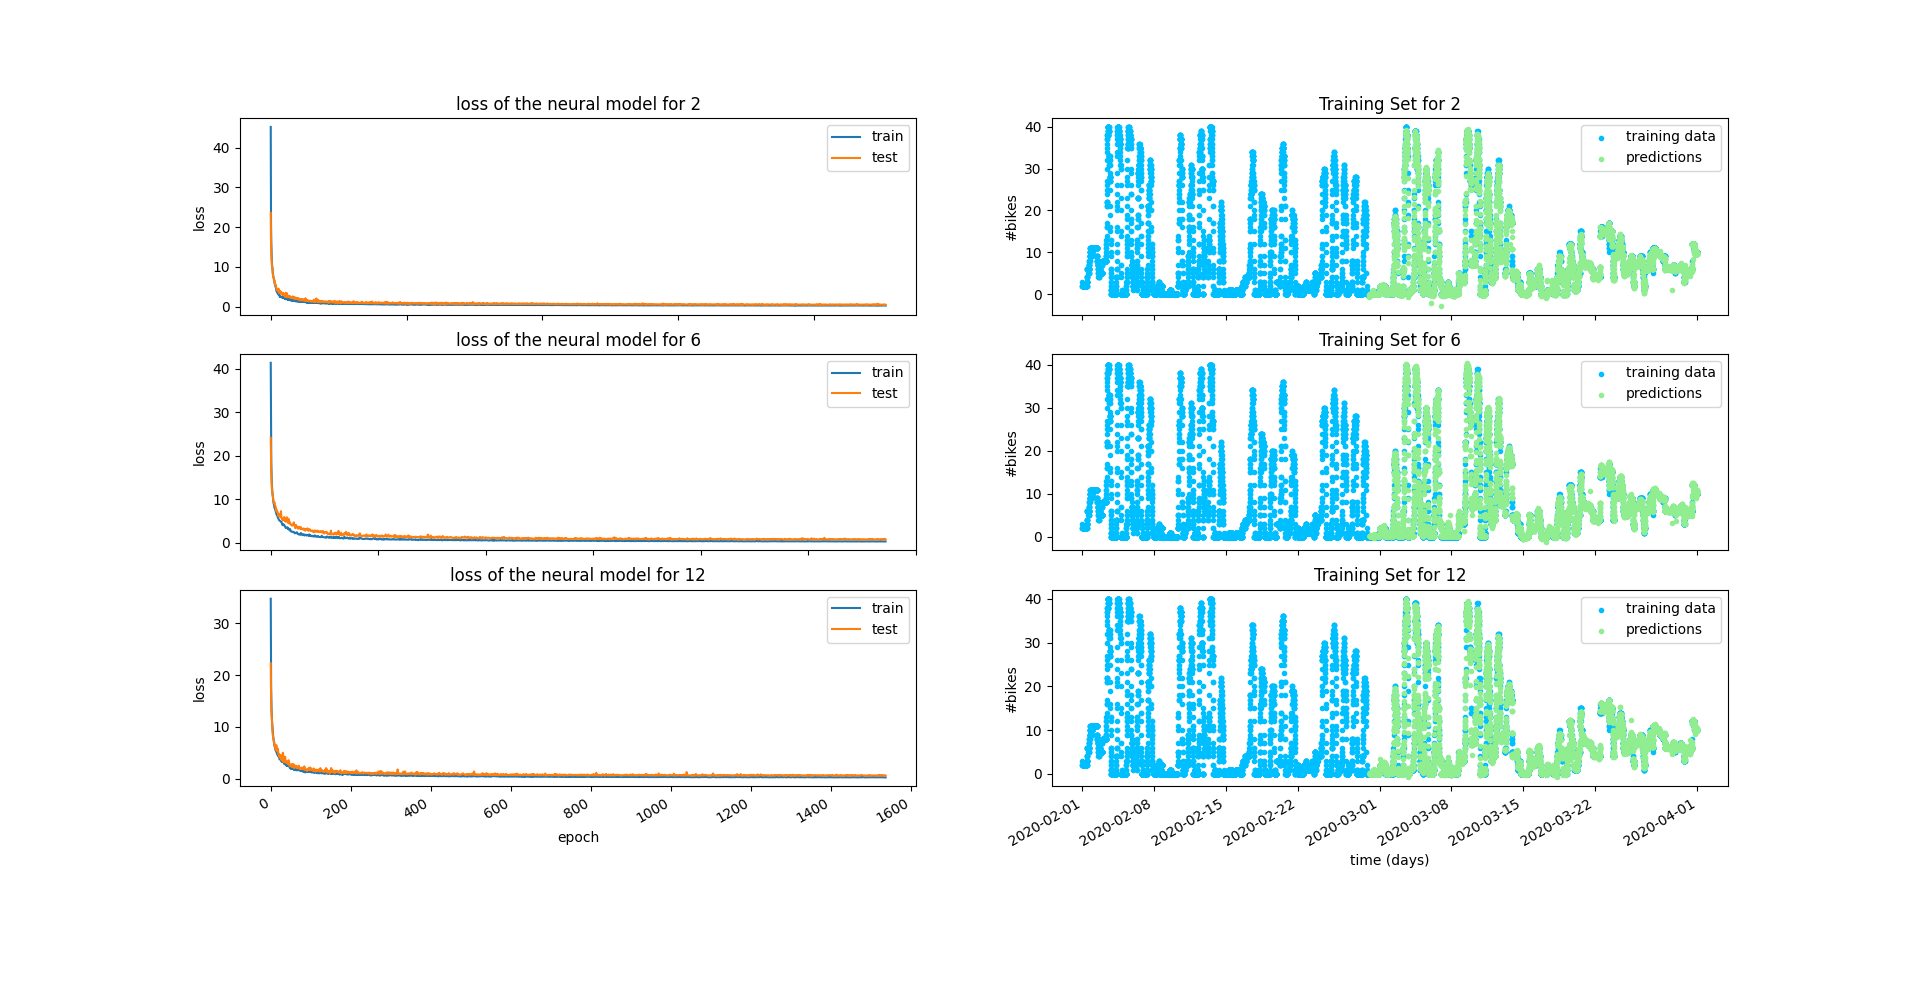 loss of the neural model for 2
loss
40
30
20
10
0
train
test
Training Set for 2
#bikes
40
30
20
10
0
training data
predictions
loss of the neural model for 6
loss
40
30
20
10
0
train
test
Training Set for 6
#bikes
40
30
20
10
0
training data
predictions
loss of the neural model for 12
loss
30
20
10
0
train
test
0 200 400 600 800 1000 1200 1400 1600
epoch
Training Set for 12
#bikes
40
30
20
10
0
training data
predictions
2020-02-01 2020-02-08 2020-02-15 2020-02-22 2020-03-01 2020-03-08 2020-03-15 2020-03-22 2020-04-01
time (days)